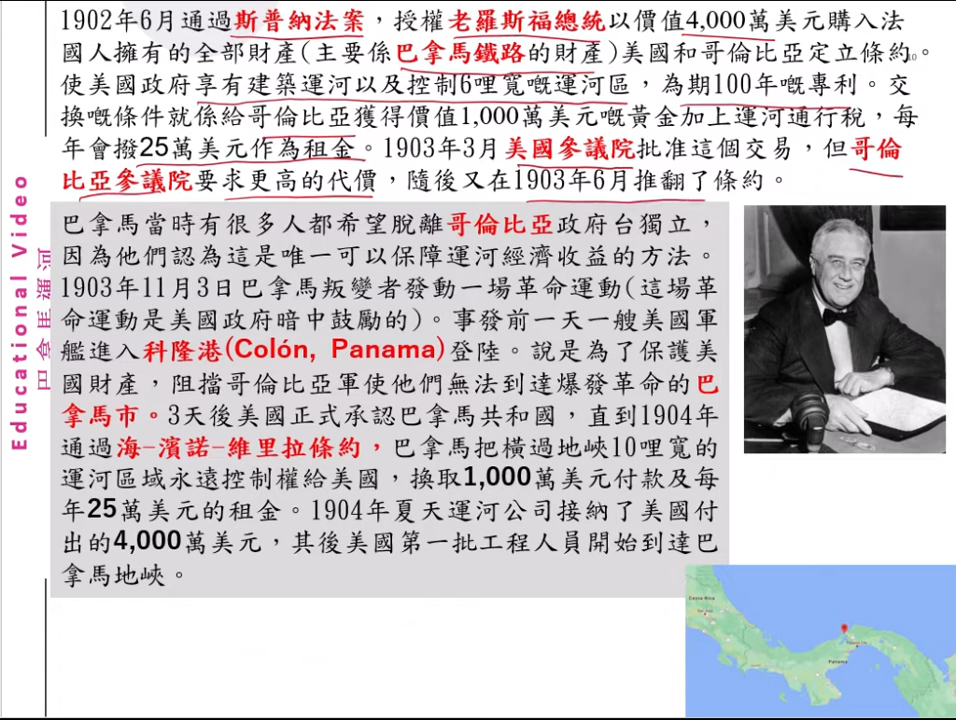 1902年6月通過斯普納法案，授權老羅斯福總統以價值4,000萬美元購入法
國人擁有的全部財產(主要係巴拿馬鐵路的財產)美國和哥倫比亞定立條約。
使美國政府享有建築運河以及控制6哩寬嘅運河區，為期100年嘅專利。交
換嘅條件就係給哥倫比亞獲得價值1,000萬美元嘅黃金加上運河通行稅，每
年會撥25萬美元作為租金。1903年3月美國參議院批准這個交易，但哥倫
比亞參議院要求更高的代價，隨後又在1903年6月推翻了條約。
巴拿馬當時有很多人都希望脱離哥倫比亞政府台獨立，
因為他們認為這是唯一可以保障運河經濟收益的方法。
1903年11月3日巴拿馬叛變者發動一場革命運動(這場革
命運動是美國政府暗中鼓勵的)。事發前一天一艘美國軍
艦進入科隆港(Colón, Panama)登陸。說是為了保護美
國財產，阻擋哥倫比亞軍使他們無法到達爆發革命的巴
拿馬市。3天後美國正式承認巴拿馬共和國，直到1904年
通過海-濱諾-維里拉條約，巴拿馬把橫過地峽10哩寬的
運河區域永遠控制權給美國，換取1,000萬美元付款及每
年25萬美元的租金。1904年夏天運河公司接納了美國付
出的4,000萬美元，其後美國第一批工程人員開始到達巴
拿馬地峽。
Educational Video
巴拿馬運河
Costa Rica
Panama